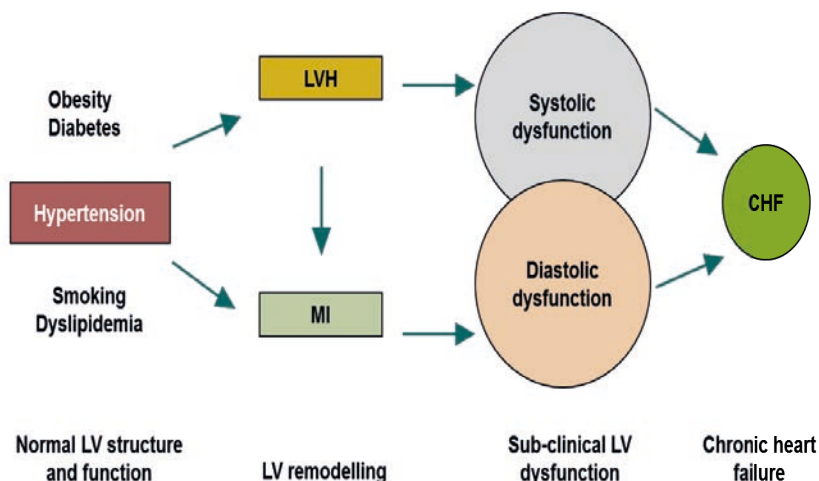 Obesity
Diabetes
Hypertension
Smoking
Dyslipidemia
LVH
MI
Systolic
dysfunction
Diastolic
dysfunction
CHF
Normal LV structure
and function
LV remodelling
Sub-clinical LV
dysfunction
Chronic heart
failure